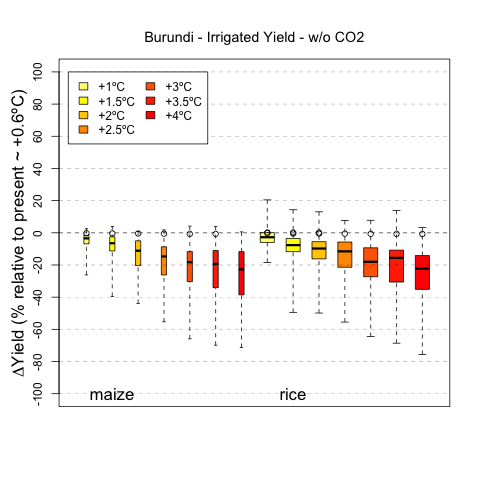 Burundi - Irrigated Yield - w/o CO2
ΔYield (% relative to present ~ +0.6ºC)
100
80
60
40
20
0
-20
-40
-60
-80
-100
+1ºC
+1.5ºC
+2ºC
+2.5ºC
+3ºC
+3.5ºC
+4ºC
maize
rice